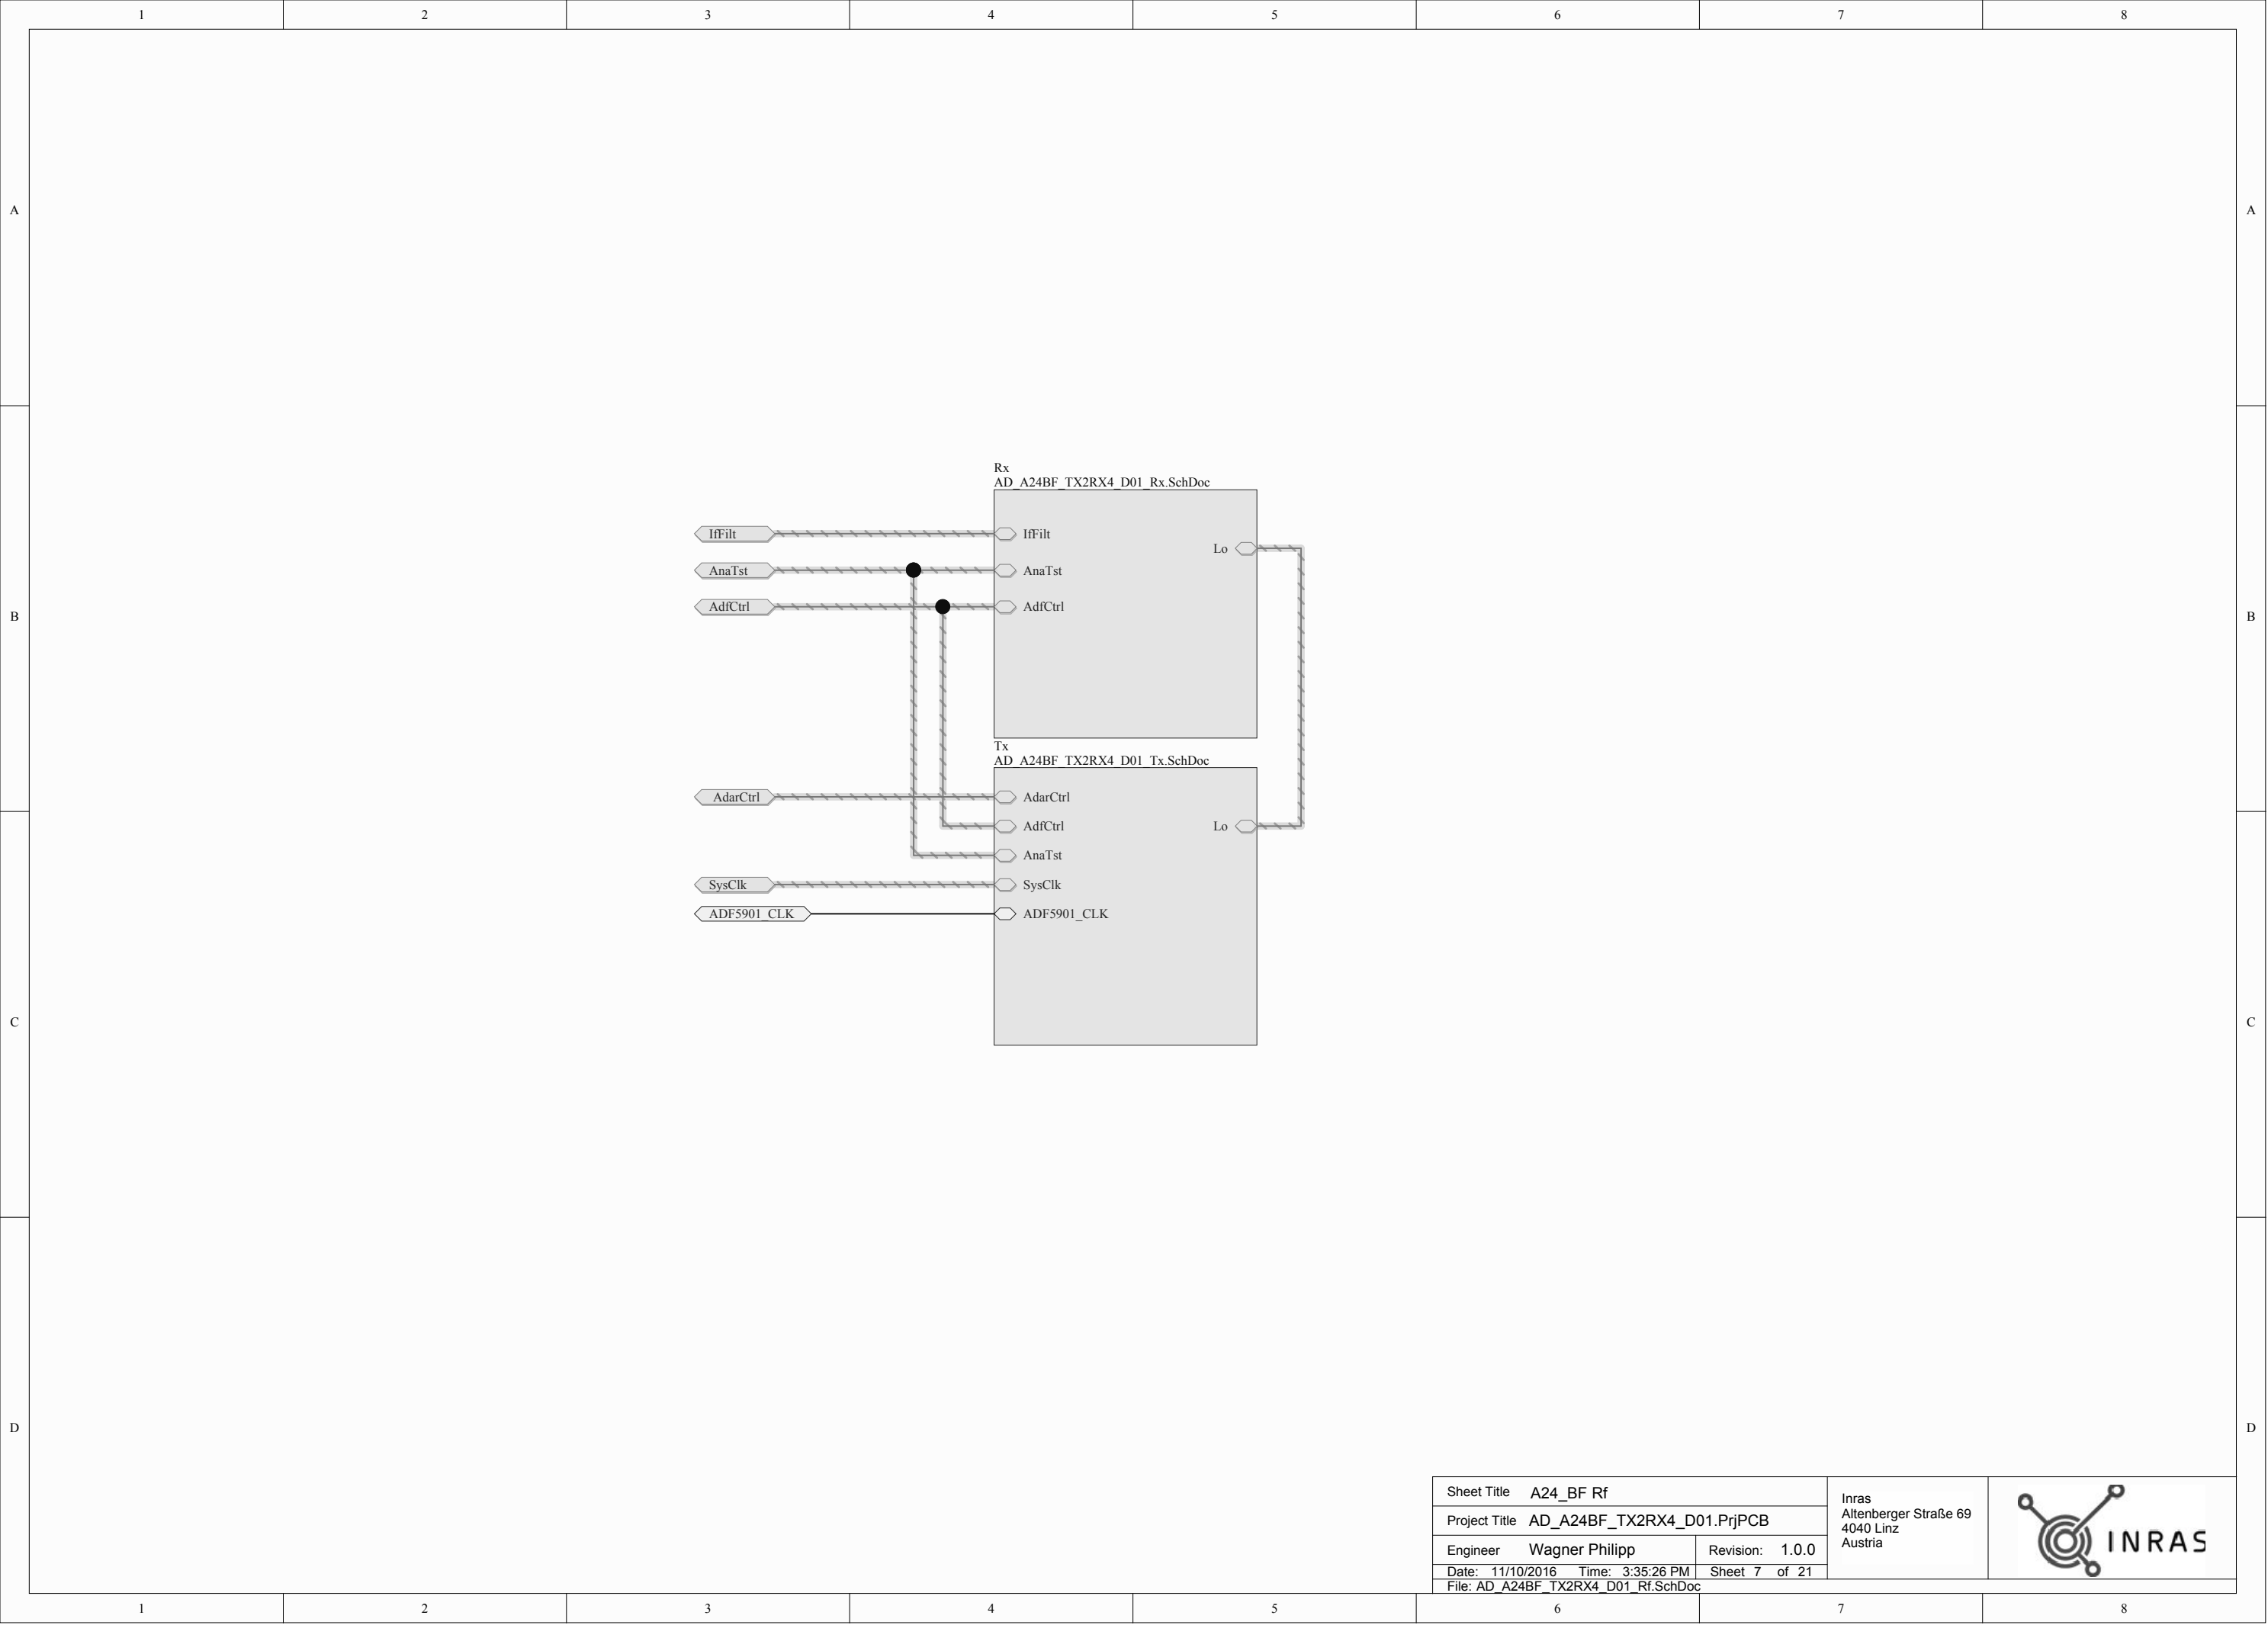 1 2 3 4 5 6 7 8
A A
Rx
AD_A24BF_TX2RX4_D01_Rx.SchDoc
IfFilt IfFilt
Lo
AnaTst AnaTst
AdfCtrl AdfCtrl
B B
Tx
AD_A24BF_TX2RX4_D01_Tx.SchDoc
AdarCtrl AdarCtrl
AdfCtrl Lo
AnaTst
SysClk SysClk
ADF5901_CLK ADF5901_CLK
C C
D D
Sheet Title A24_BF Rf
Project Title AD_A24BF_TX2RX4_D01.PrjPCB
Engineer Wagner Philipp Revision: 1.0.0
Date: 11/10/2016 Time: 3:35:26 PM Sheet 7 of 21
File: AD_A24BF_TX2RX4_D01_Rf.SchDoc
Inras
Altenberger Straße 69
4040 Linz
Austria
INRAS
1 2 3 4 5 6 7 8